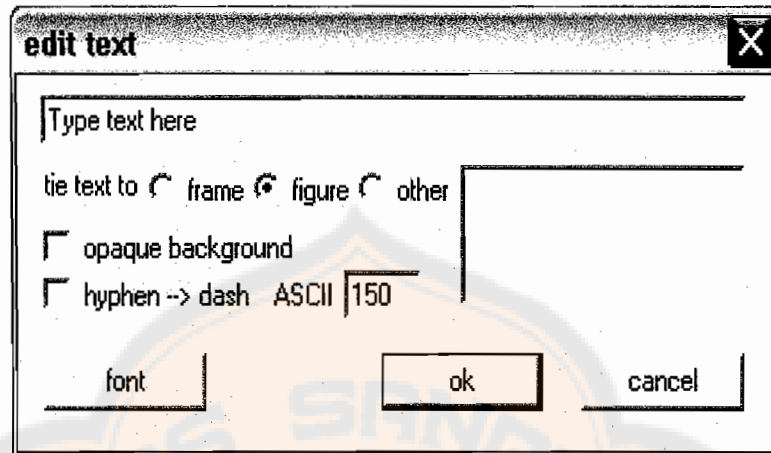 edit text
Type text here
tie text to frame figure other
opaque background
hyphen --> dash ASCII 150
font ok cancel